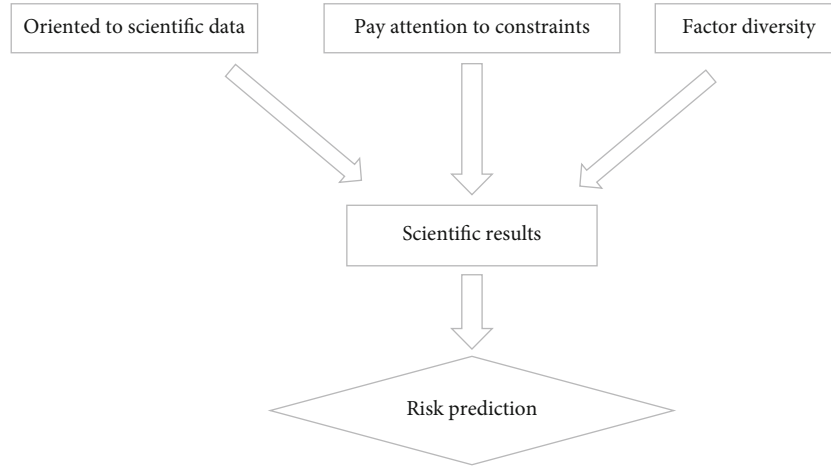 Oriented to scientific data
Pay attention to constraints
Factor diversity
Scientific results
Risk prediction